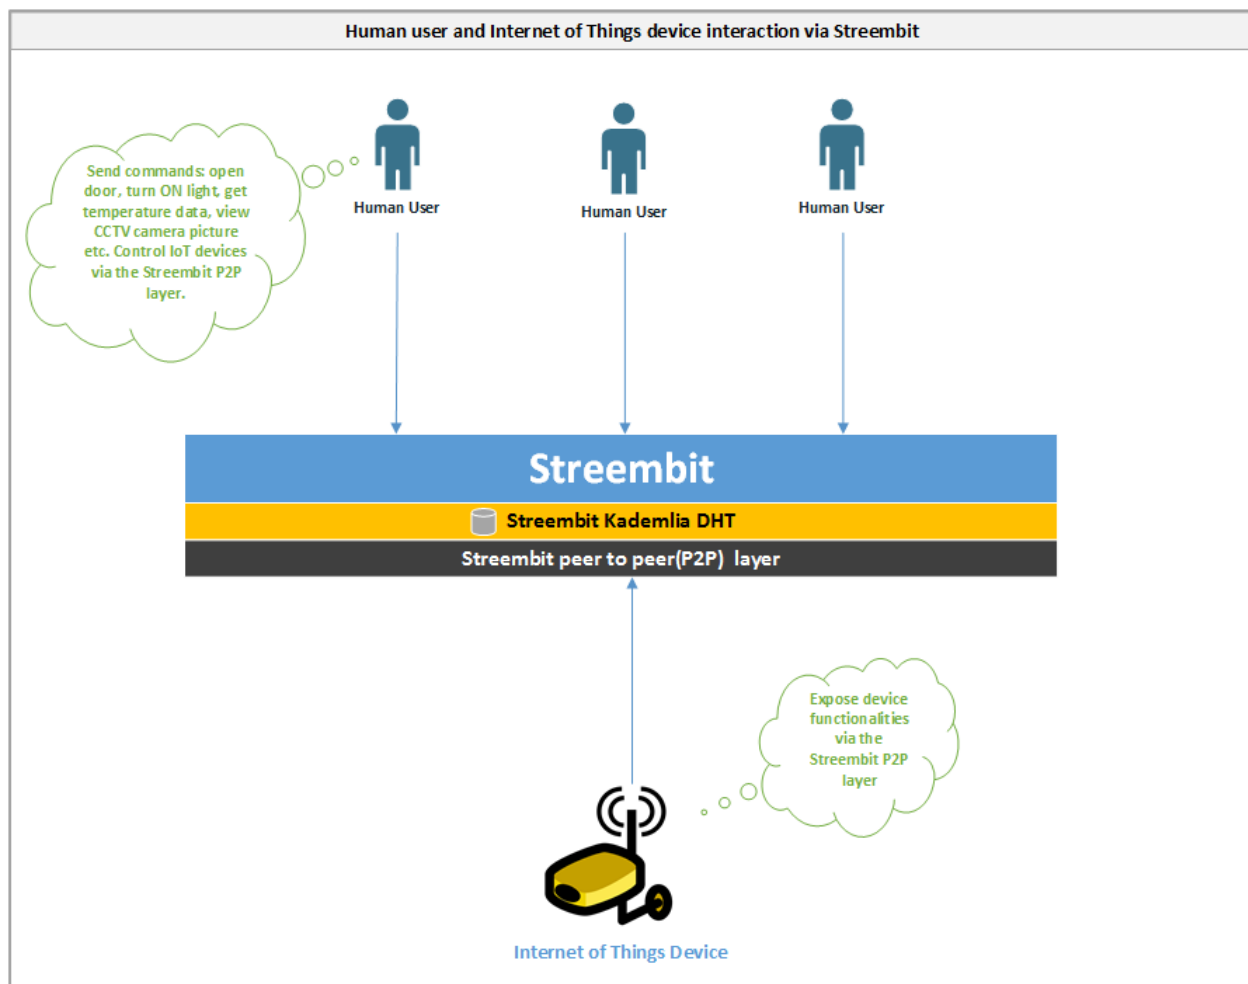 Human user and Internet of Things device interaction via Streembit
Send commands: open
door, turn ON light, get
temperature data, view
CCTV camera picture
etc. Control IoT devices
via the Streembit P2P
layer.
Human User
Human User
Human User
Streembit
Streembit Kademlia DHT
Streembit peer to peer(P2P) layer
Expose device
functionalities
via the
Streembit P2P
layer
Internet of Things Device